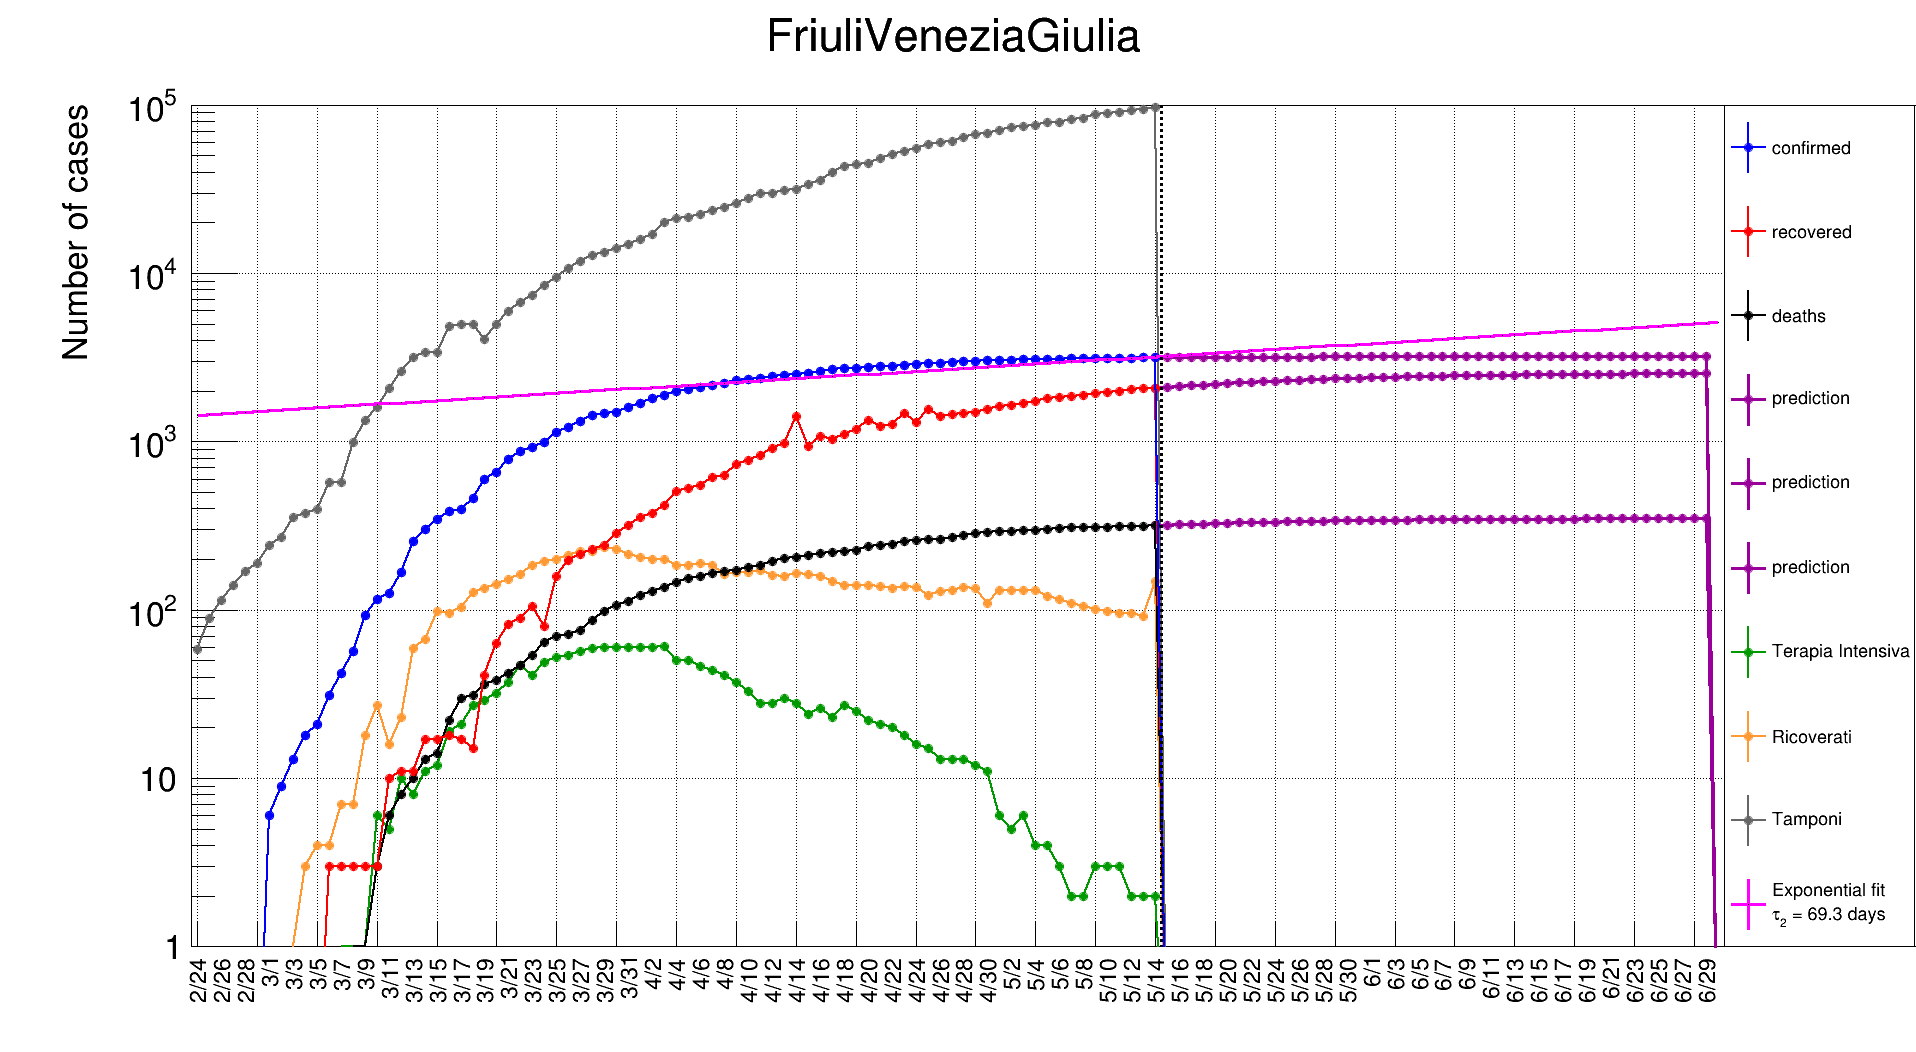 FriuliVeneziaGiulia
Number of cases
10^5
10^4
10^3
10^2
10
1
2/24 2/26 2/28 3/1 3/3 3/5 3/7 3/9 3/11 3/13 3/15 3/17 3/19 3/21 3/23 3/25 3/27 3/29 3/31 4/2 4/4 4/6 4/8 4/10 4/12 4/14 4/16 4/18 4/20 4/22 4/24 4/26 4/28 4/30 5/2 5/4 5/6 5/8 5/10 5/12 5/14 5/16 5/18 5/20 5/22 5/24 5/26 5/28 5/30 6/1 6/3 6/5 6/7 6/9 6/11 6/13 6/15 6/17 6/19 6/21 6/23 6/25 6/27 6/29
confirmed
recovered
deaths
prediction
prediction
prediction
Terapia Intensiva
Ricoverati
Tamponi
Exponential fit
τ_2 = 69.3 days